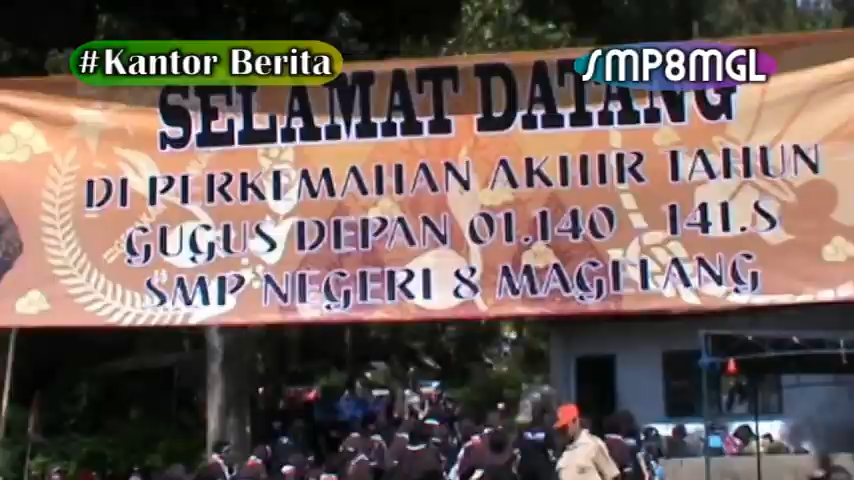 #Kantor Berita
SMP8MGL
SELAMAT DATANG
DI PERKEMAHAN AKHIR TAHUN
GUGUS DEPAN 01.140 141.S
SMP NEGERI 8 MAGELANG